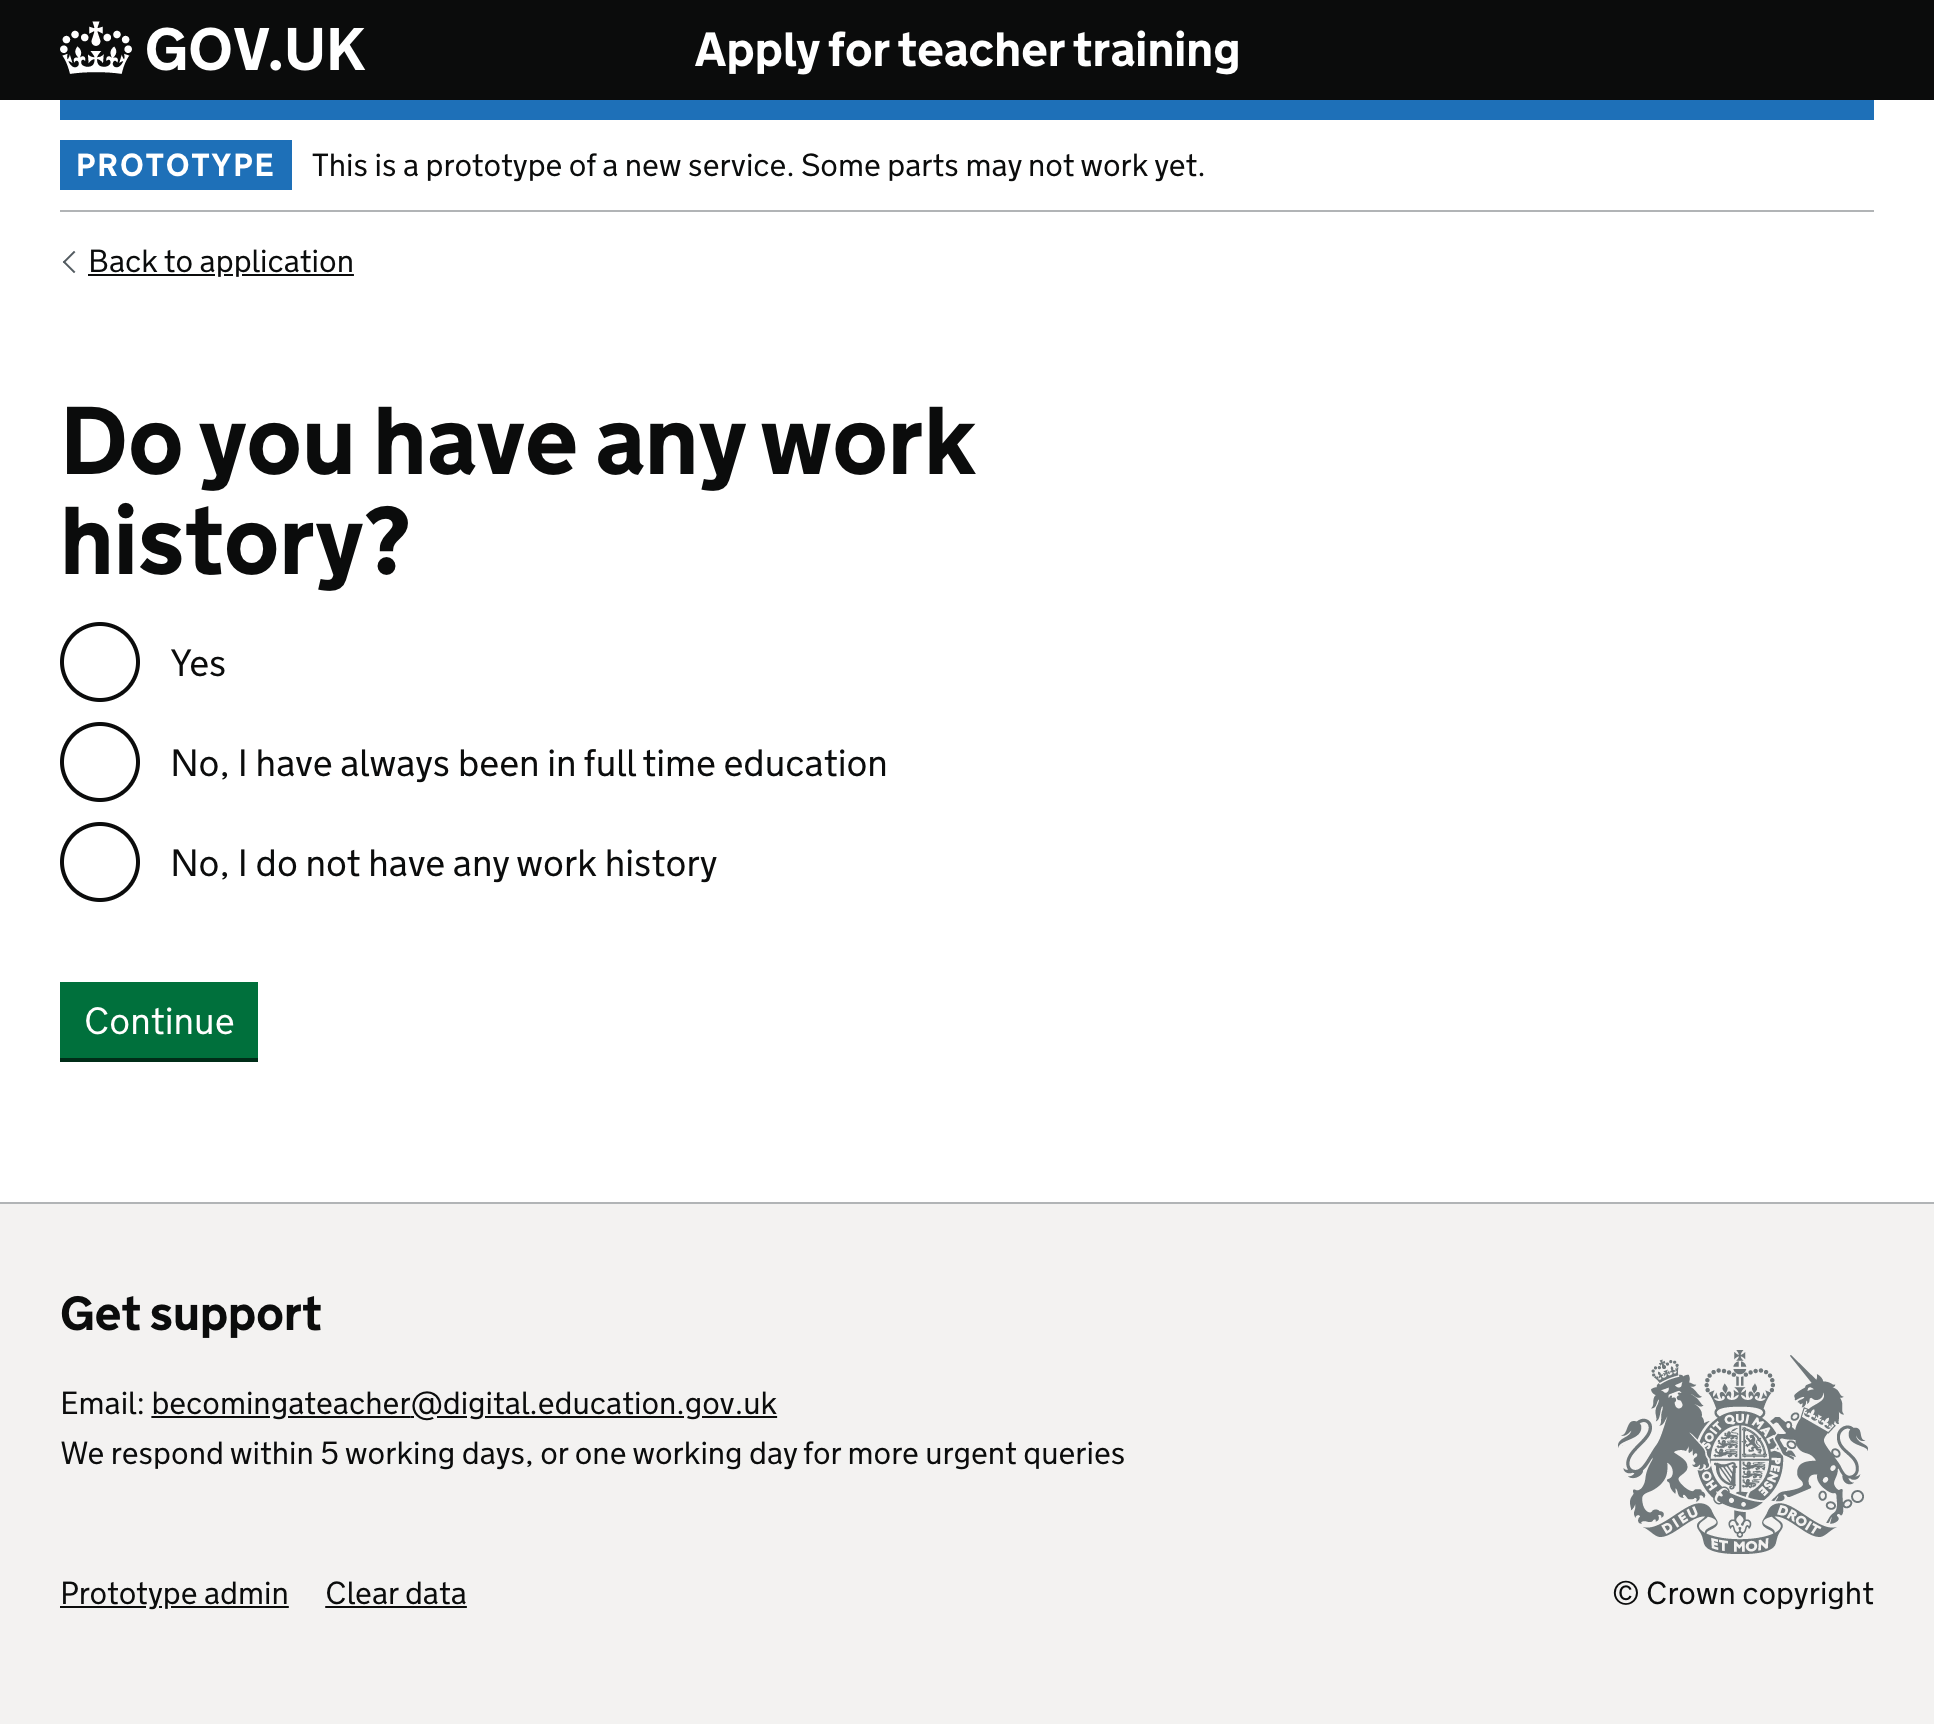 GOV.UK
Apply for teacher training
PROTOTYPE This is a prototype of a new service. Some parts may not work yet.
Back to application
Do you have any work
history?
Yes
No, I have always been in full time education
No, I do not have any work history
Continue
Get support
Email: becomingateacher@digital.education.gov.uk
We respond within 5 working days, or one working day for more urgent queries
SOIT QUI MAL PENSE HON
DIEU ET MON DROIT
Prototype admin Clear data
© Crown copyright